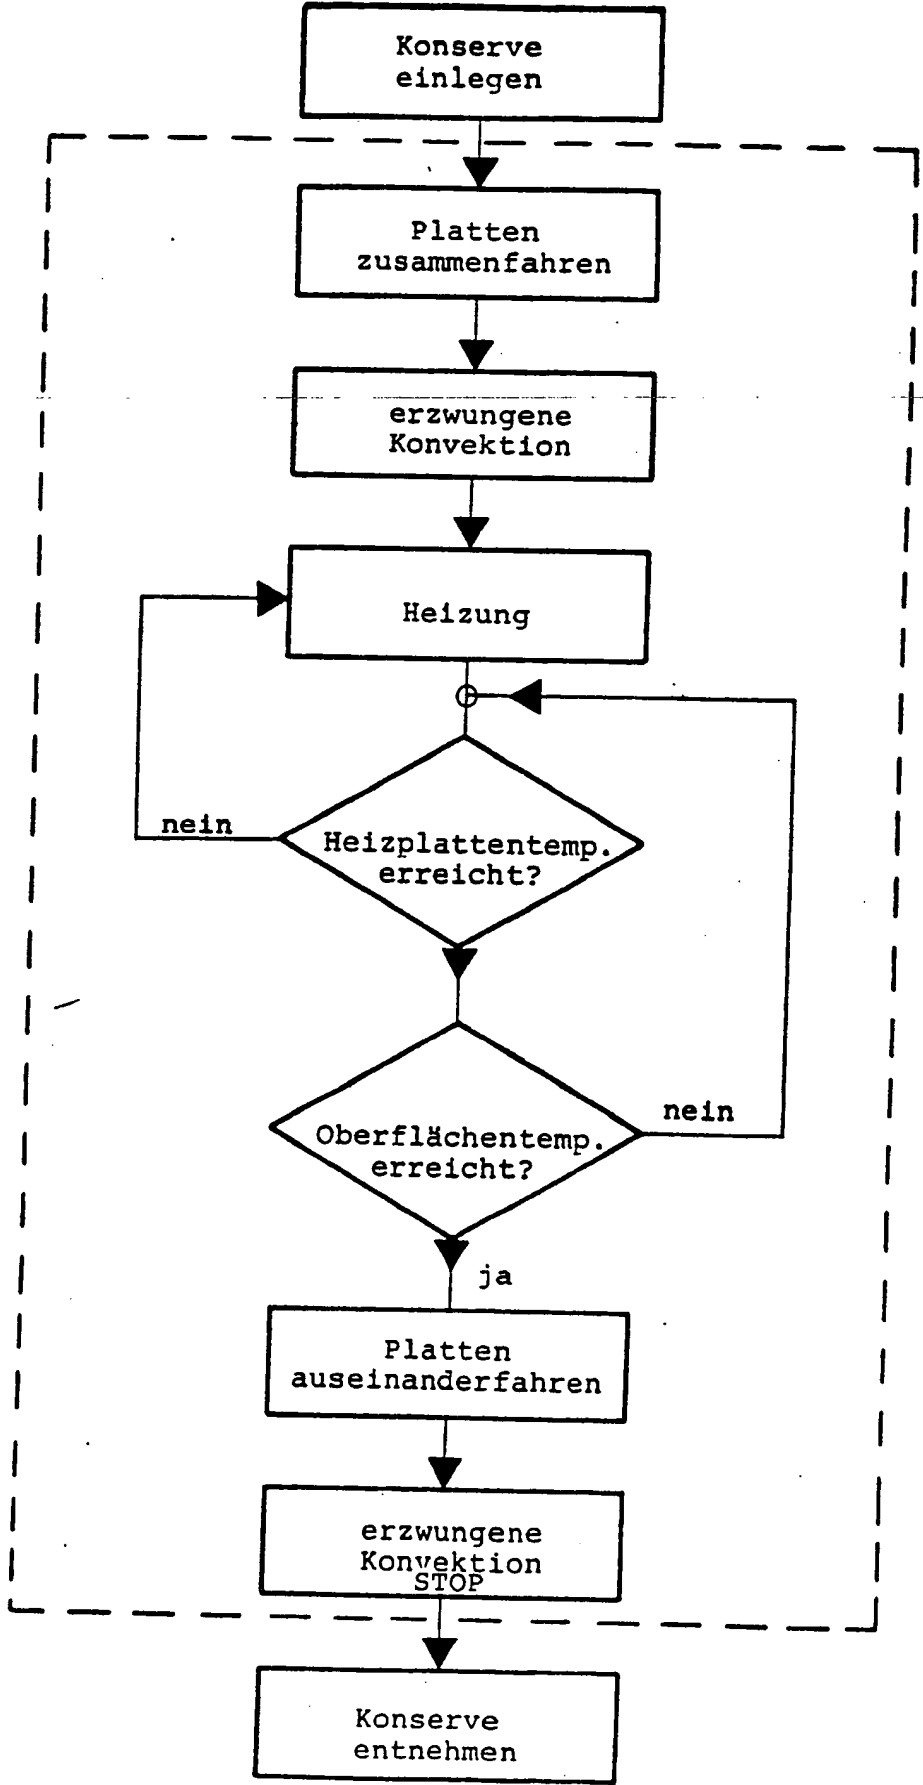 Konserve
einlegen
Platten
zusammenfahren
erzwungene
Konvektion
Heizung
nein
Heizplattentemp.
erreicht?
nein
Oberflächentemp.
erreicht?
ja
Platten
auseinanderfahren
erzwungene
Konvektion
STOP
Konserve
entnehmen